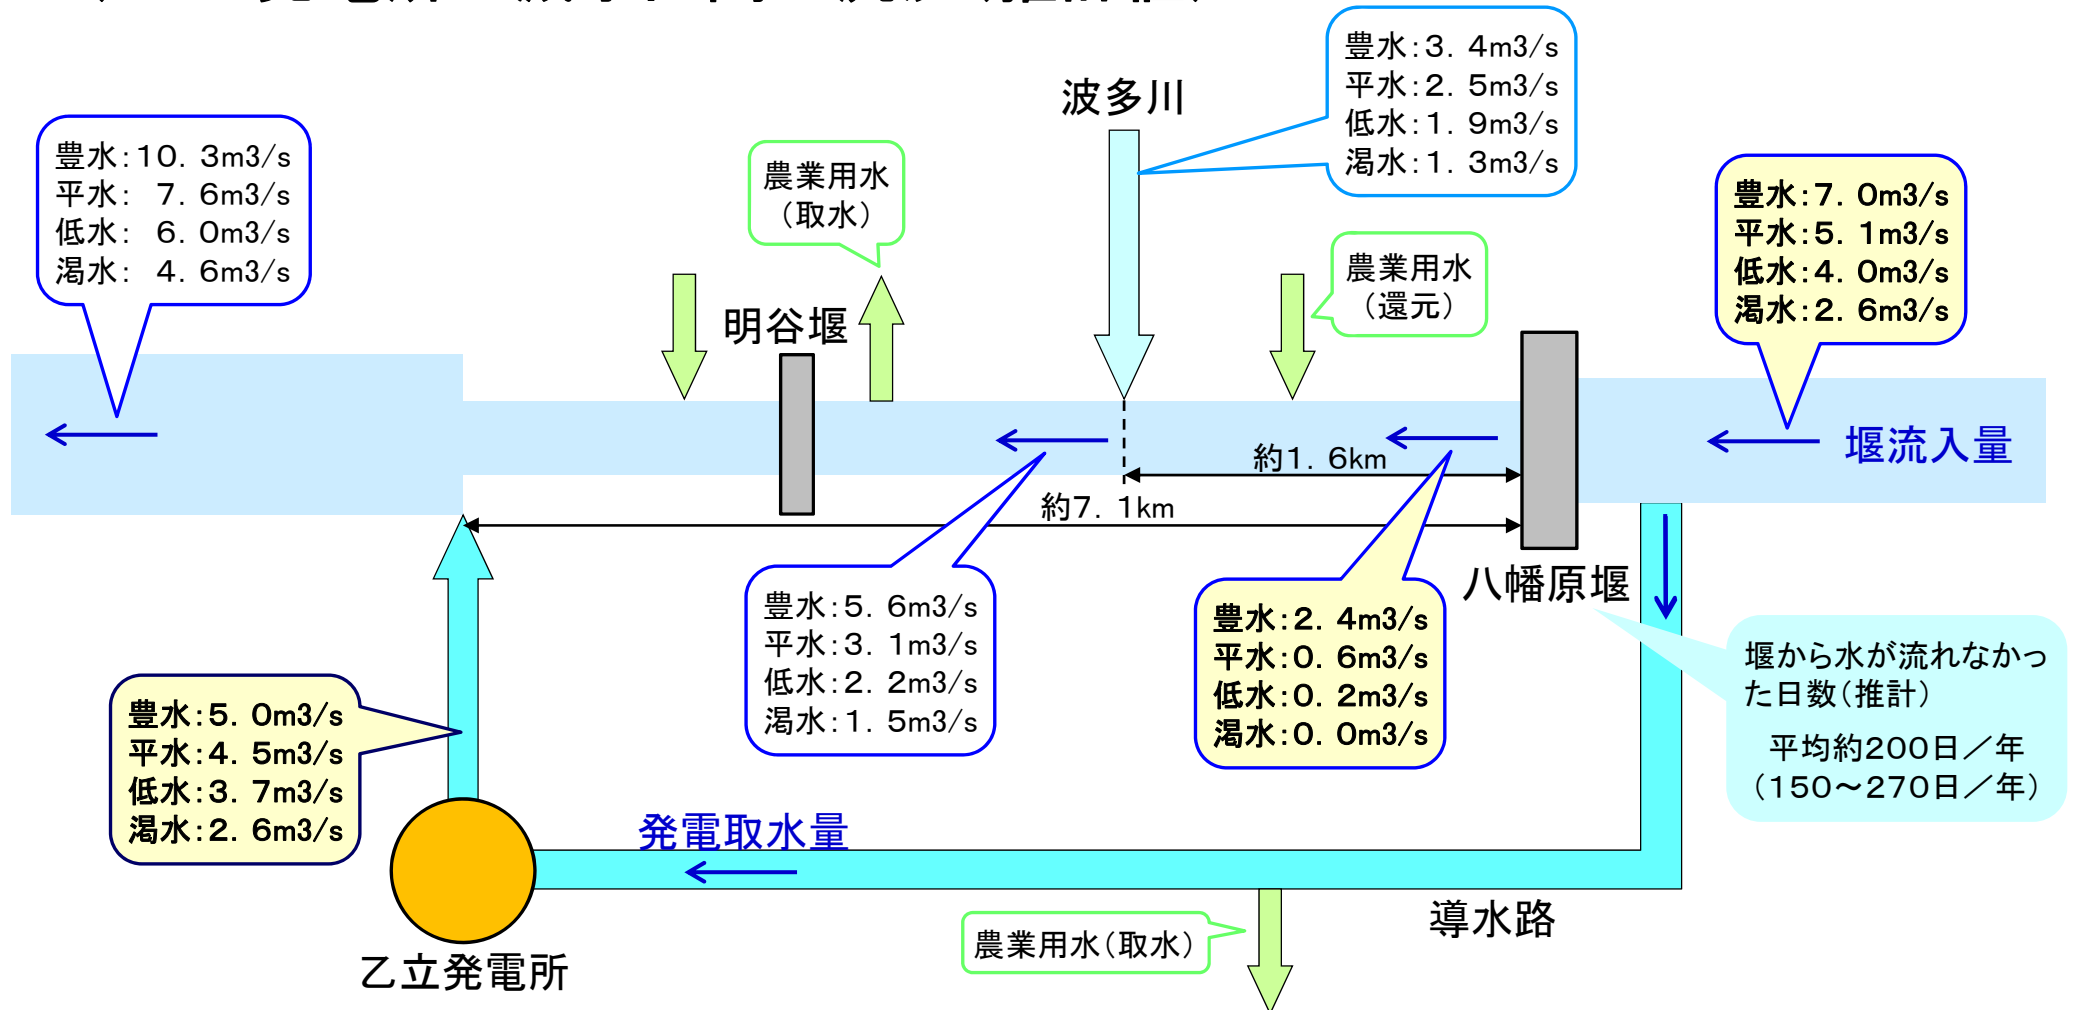 豊水:3.4m3/s
平水:2.5m3/s
低水:1.9m3/s
渇水:1.3m3/s
波多川
豊水:10.3m3/s
平水: 7.6m3/s
低水: 6.0m3/s
渇水: 4.6m3/s
農業用水
(取水)
豊水:7.0m3/s
平水:5.1m3/s
低水:4.0m3/s
渇水:2.6m3/s
農業用水
(還元)
明谷堰
堰流入量
約1.6km
約7.1km
八幡原堰
豊水:5.6m3/s
平水:3.1m3/s
低水:2.2m3/s
渇水:1.5m3/s
豊水:2.4m3/s
平水:0.6m3/s
低水:0.2m3/s
渇水:0.0m3/s
堰から水が流れなかっ
た日数(推計)
平均約200日/年
(150~270日/年)
豊水:5.0m3/s
平水:4.5m3/s
低水:3.7m3/s
渇水:2.6m3/s
発電取水量
導水路
農業用水(取水)
乙立発電所